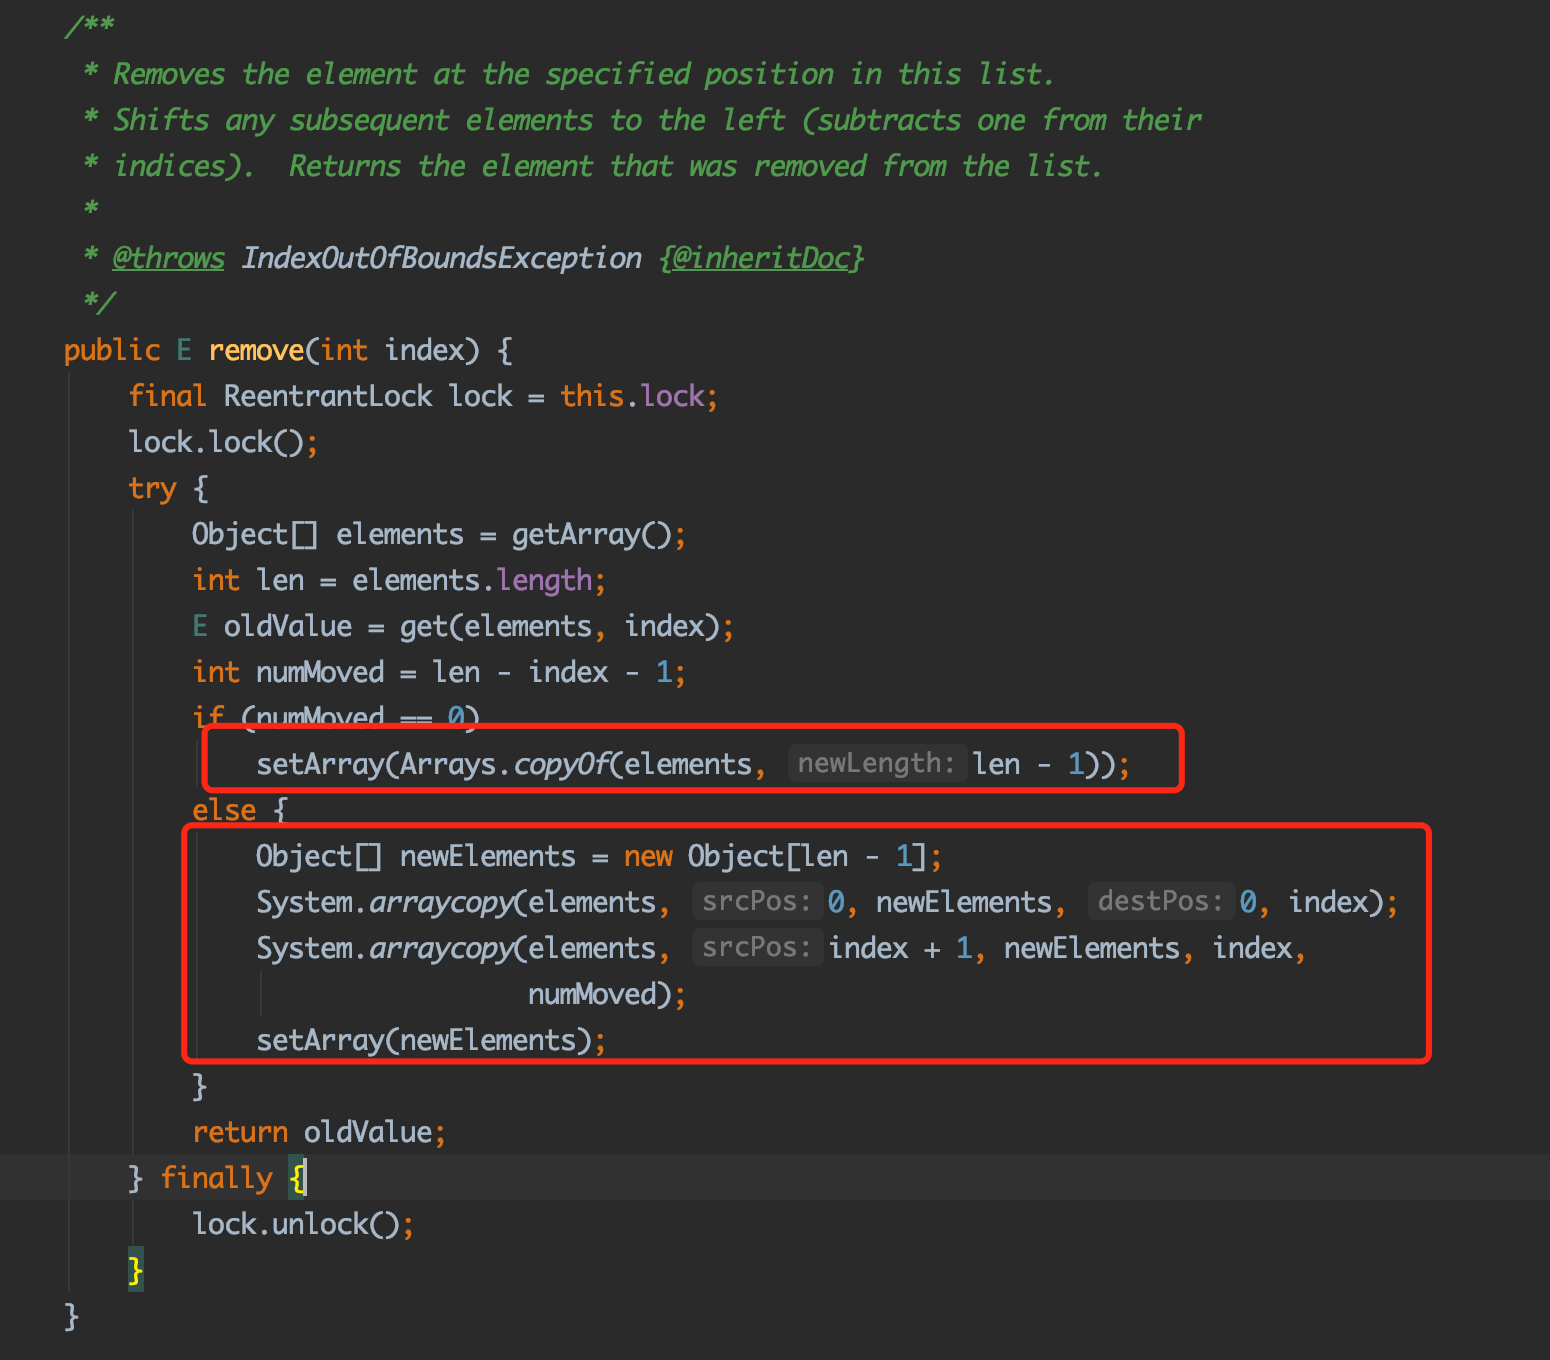 /**
 * Removes the element at the specified position in this list.
 * Shifts any subsequent elements to the left (subtracts one from their
 * indices).  Returns the element that was removed from the list.
 *
 * @throws IndexOutOfBoundsException {@inheritDoc}
 */
public E remove(int index) {
    final ReentrantLock lock = this.lock;
    lock.lock();
    try {
        Object[] elements = getArray();
        int len = elements.length;
        E oldValue = get(elements, index);
        int numMoved = len - index - 1;
        if (numMoved == 0)
            setArray(Arrays.copyOf(elements, newLength: len - 1));
        else {
            Object[] newElements = new Object[len - 1];
            System.arraycopy(elements, srcPos: 0, newElements, destPos: 0, index);
            System.arraycopy(elements, srcPos: index + 1, newElements, index,
                             numMoved);
            setArray(newElements);
        }
        return oldValue;
    } finally {
        lock.unlock();
    }
}